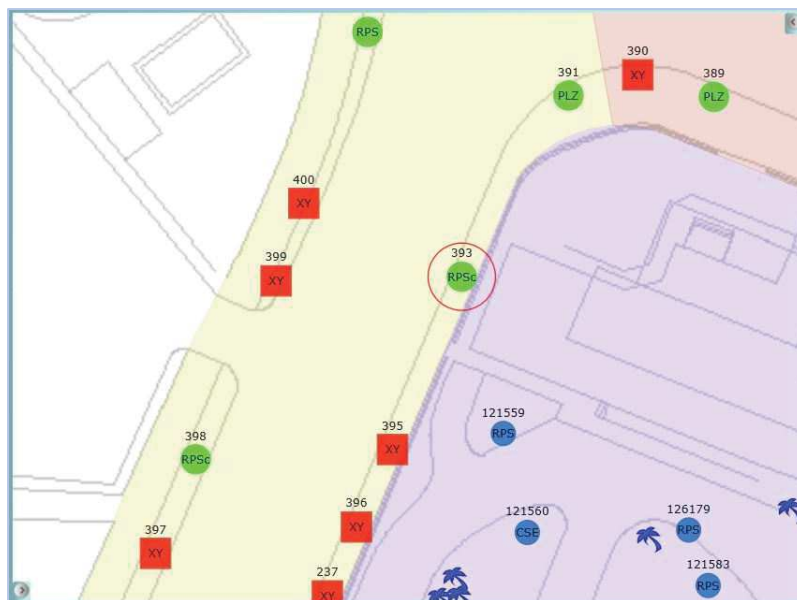 RPS
390
XY
391
PLZ
389
PLZ
400
XY
399
XY
393
RPSc
395
XY
121559
RPS
398
RPSc
396
XY
121560
CSE
126179
RPS
397
XY
237
XY
121583
RPS